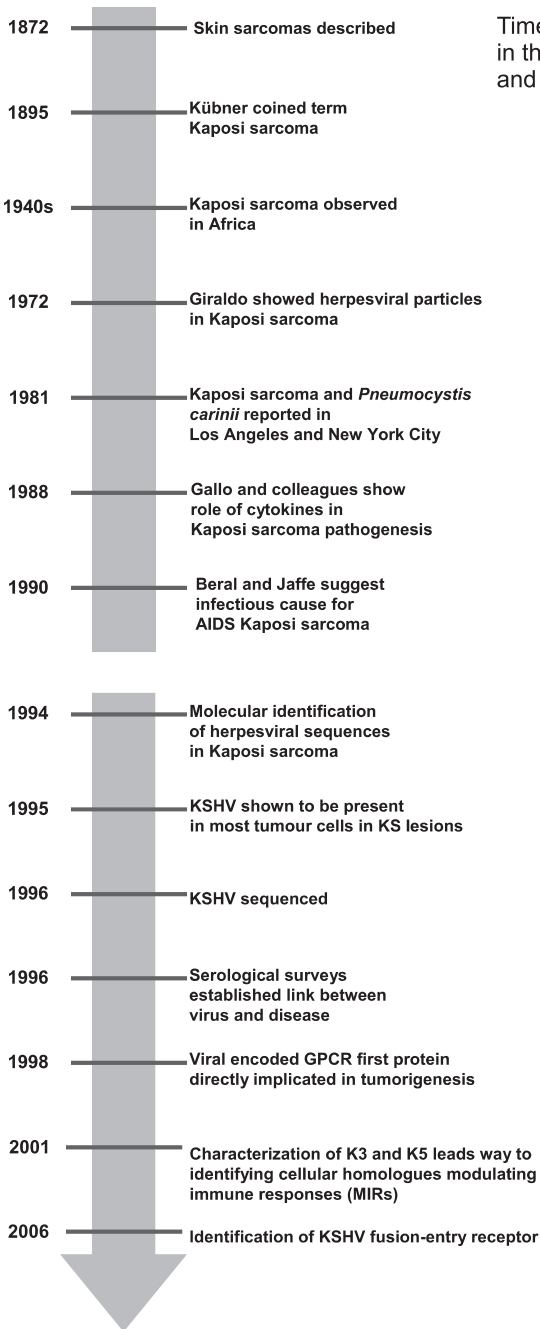 Time
in th
and
1872
Skin sarcomas described
1895
Kübner coined term
Kaposi sarcoma
1940s
Kaposi sarcoma observed
in Africa
1972
Giraldo showed herpesviral particles
in Kaposi sarcoma
1981
Kaposi sarcoma and Pneumocystis
carinii reported in
Los Angeles and New York City
1988
Gallo and colleagues show
role of cytokines in
Kaposi sarcoma pathogenesis
1990
Beral and Jaffe suggest
infectious cause for
AIDS Kaposi sarcoma
1994
Molecular identification
of herpesviral sequences
in Kaposi sarcoma
1995
KSHV shown to be present
in most tumour cells in KS lesions
1996
KSHV sequenced
1996
Serological surveys
established link between
virus and disease
1998
Viral encoded GPCR first protein
directly implicated in tumorigenesis
2001
Characterization of K3 and K5 leads way to
identifying cellular homologues modulating
immune responses (MIRs)
2006
Identification of KSHV fusion-entry receptor